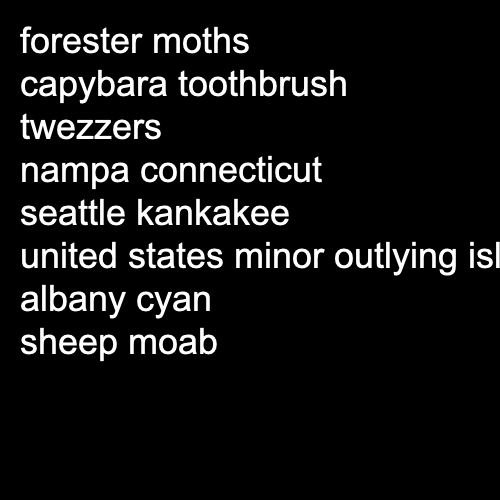 forester moths
capybara toothbrush
twezzers
nampa connecticut
seattle kankakee
united states minor outlying isl
albany cyan
sheep moab